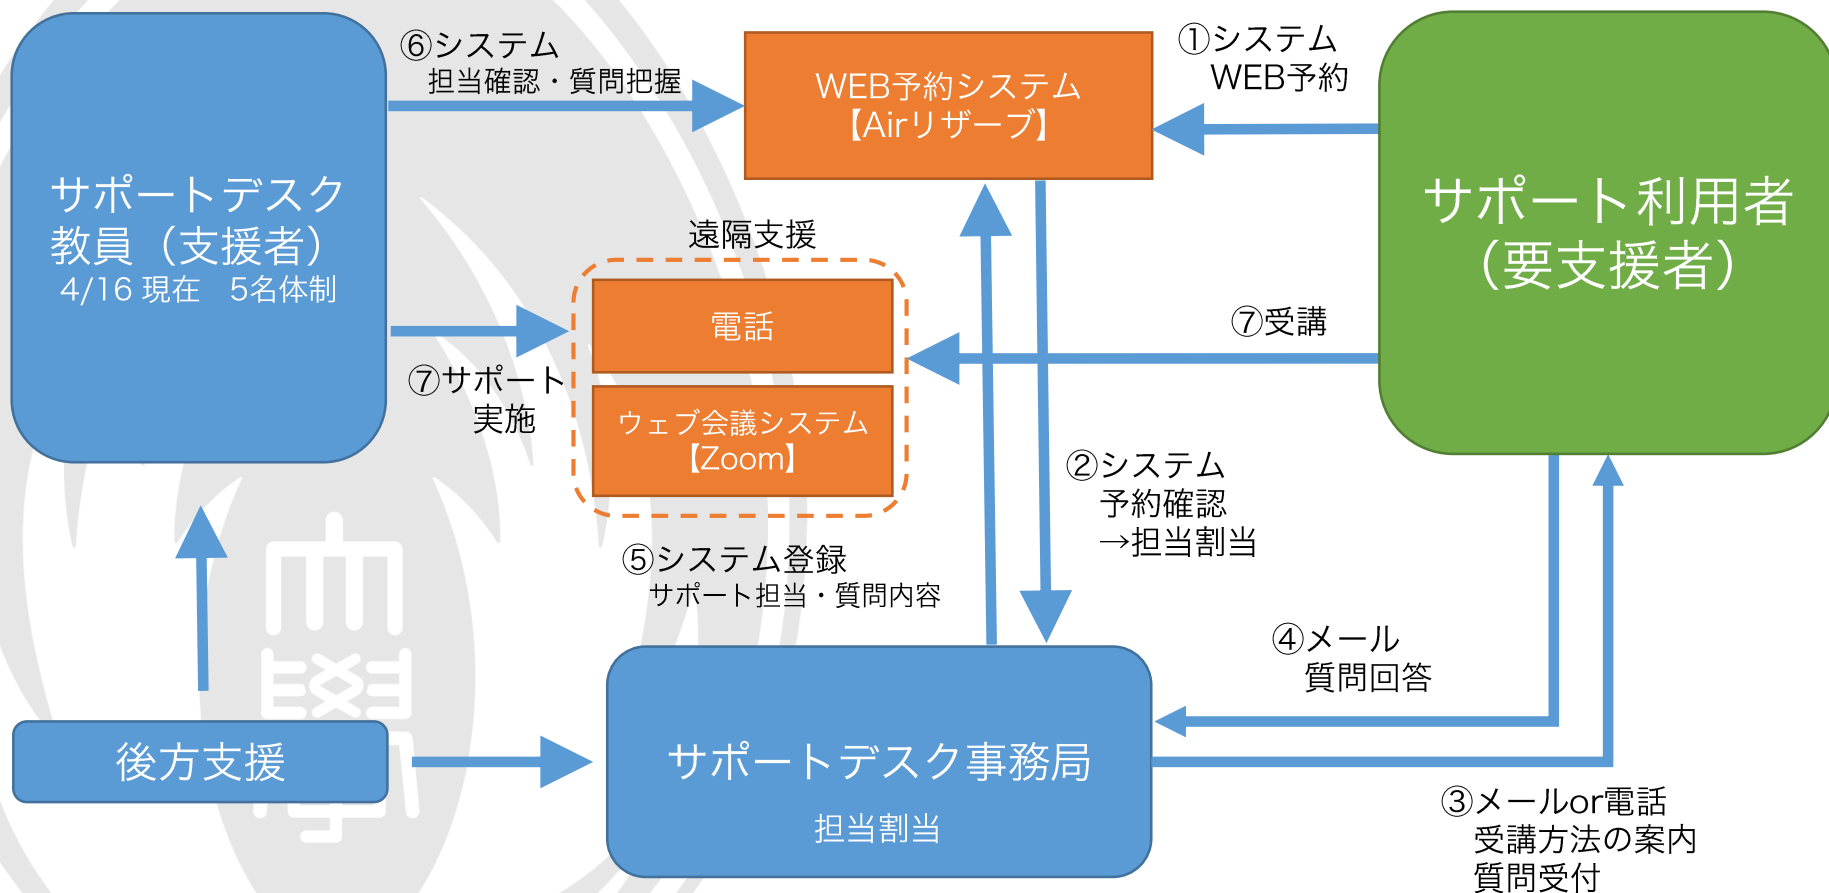 ⑥システム
担当確認・質問把握
WEB予約システム
【Airリザーブ】
①システム
WEB予約
サポートデスク
教員（支援者）
4/16 現在　5名体制
サポート利用者
（要支援者）
遠隔支援
電話
ウェブ会議システム
【Zoom】
⑦サポート
実施
⑦受講
②システム
予約確認
→担当割当
⑤システム登録
サポート担当・質問内容
④メール
質問回答
後方支援
サポートデスク事務局
担当割当
③メールor電話
受講方法の案内
質問受付